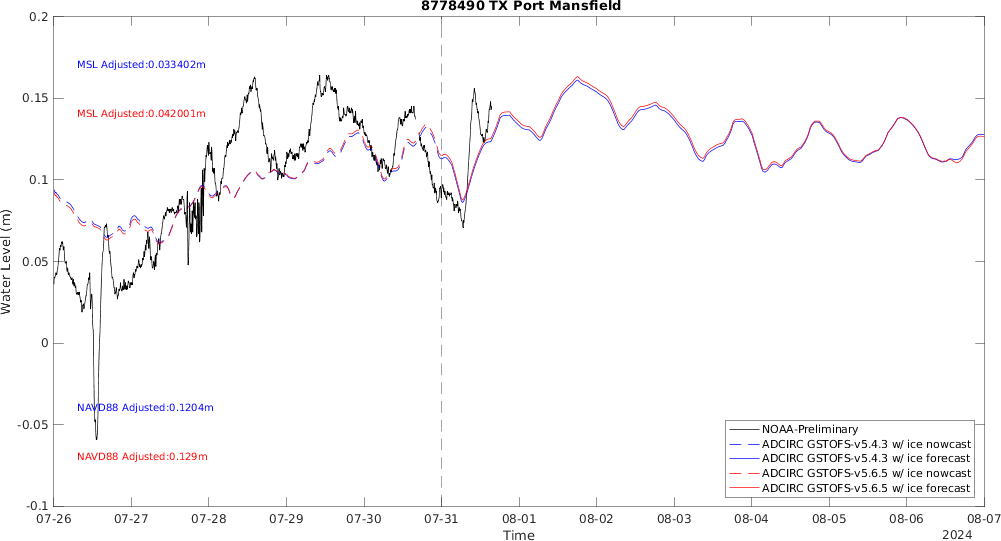 8778490 TX Port Mansfield
0.2
0.15
0.1
0.05
0
-0.05
-0.1
Water Level (m)
MSL Adjusted:0.033402m
MSL Adjusted:0.042001m
NAVD88 Adjusted:0.1204m
NAVD88 Adjusted:0.129m
NOAA-Preliminary
ADCIRC GSTOFS-v5.4.3 w/ ice nowcast
ADCIRC GSTOFS-v5.4.3 w/ ice forecast
ADCIRC GSTOFS-v5.6.5 w/ ice nowcast
ADCIRC GSTOFS-v5.6.5 w/ ice forecast
07-26 07-27 07-28 07-29 07-30 07-31 08-01 08-02 08-03 08-04 08-05 08-06 08-07
Time
2024